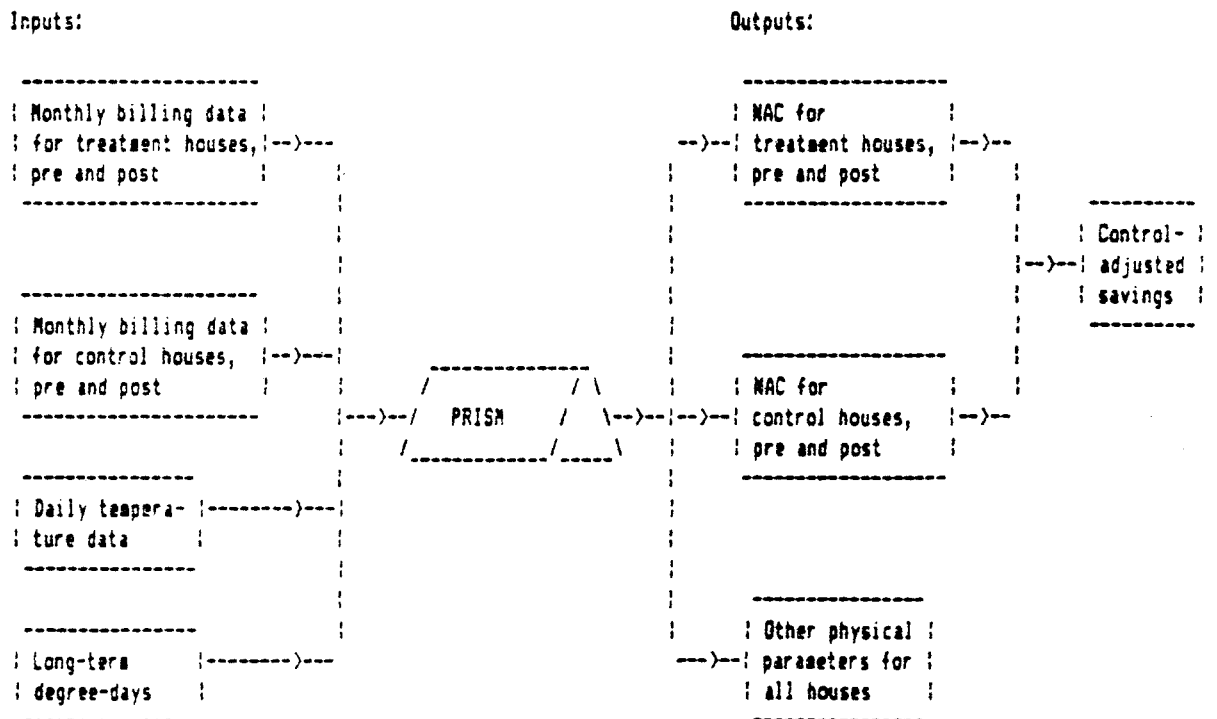 Inputs:
Outputs:
Monthly billing data
for treatment houses,
pre and post
NAC for
treatment houses,
pre and post
Control-
adjusted
savings
Monthly billing data
for control houses,
pre and post
PRISM
NAC for
control houses,
pre and post
Daily tempera-
ture data
Long-term
degree-days
Other physical
parameters for
all houses